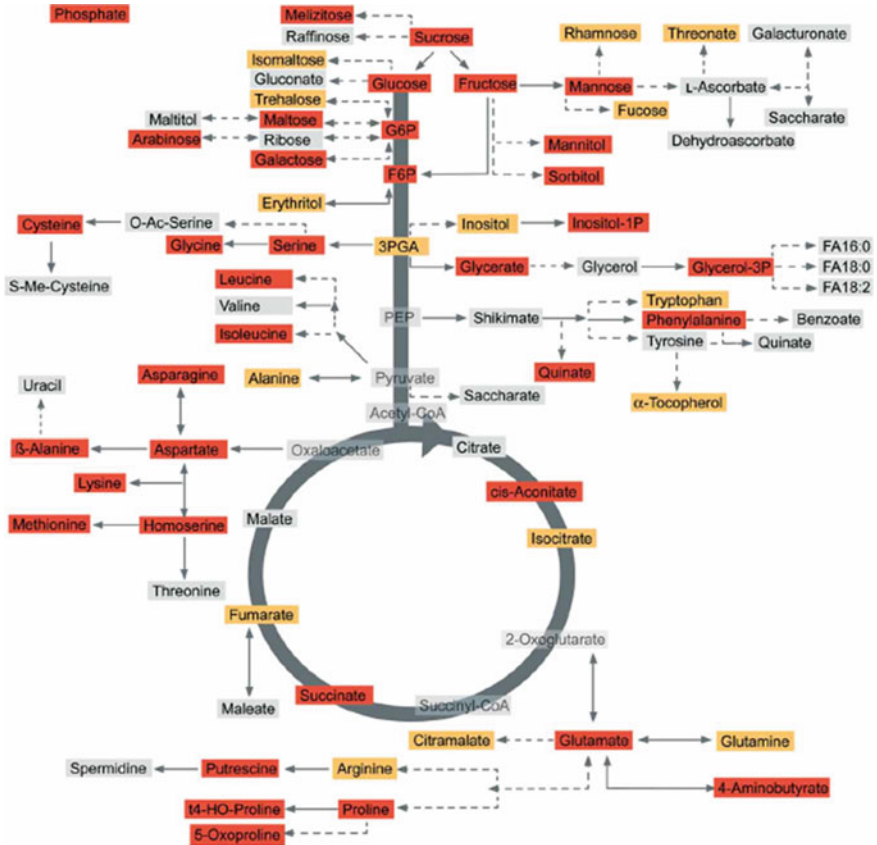 Phosphate
Melizitose
Raffinose
Sucrose
Rhamnose
Threonate
Galacturonate
Isomaltose
Gluconate
Glucose
Fructose
Mannose
L-Ascorbate
Trehalose
Fucose
Saccharate
Maltitol
Maltose
G6P
Dehydroascorbate
Arabinose
Ribose
Mannitol
Galactose
F6P
Sorbitol
Erythritol
Cysteine
O-Ac-Serine
Inositol
Inositol-1P
Glycine
Serine
3PGA
FA16:0
Glycerate
Glycerol
Glycerol-3P
FA18:0
S-Me-Cysteine
Leucine
FA18:2
Valine
Tryptophan
PEP
Shikimate
Phenylalanine
Benzoate
Isoleucine
Tyrosine
Quinate
Asparagine
Alanine
Pyruvate
Quinate
Uracil
Saccharate
α-Tocopherol
Acetyl-CoA
ß-Alanine
Aspartate
Oxaloacetate
Citrate
Lysine
cis-Aconitate
Methionine
Homoserine
Malate
Isocitrate
Threonine
Fumarate
2-Oxoglutarate
Maleate
Succinate
Succinyl-CoA
Citramalate
Glutamate
Glutamine
Spermidine
Putrescine
Arginine
4-Aminobutyrate
t4-HO-Proline
Proline
5-Oxoproline